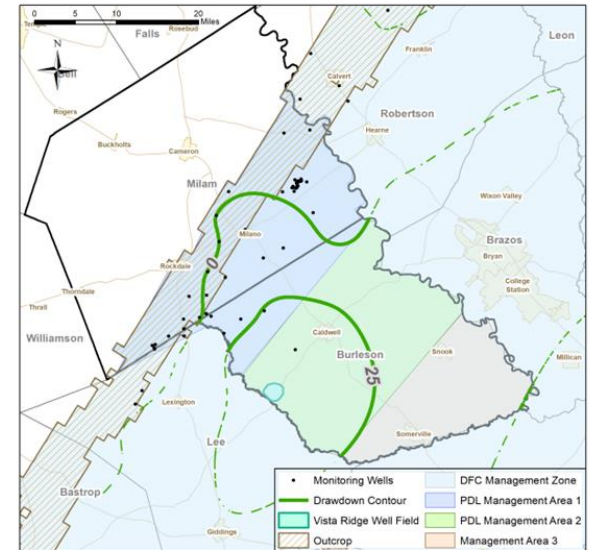 0 5 10 20
Miles
Falls
Rosebud
Leon
N
Bell
Franklin
Calvert
Rogers
Robertson
Hearne
Buckholts
Cameron
Milam
Wixon Valley
Milano
Brazos
Bryan
Rockdale
0
College
Station
Thorndale
Thrall
Williamson
Caldwell
Burleson
Snook
Millican
25
Lexington
Lee
Somerville
Bastrop
Giddings
Monitoring Wells
Drawdown Contour
Vista Ridge Well Field
Outcrop
DFC Management Zone
PDL Management Area 1
PDL Management Area 2
Management Area 3